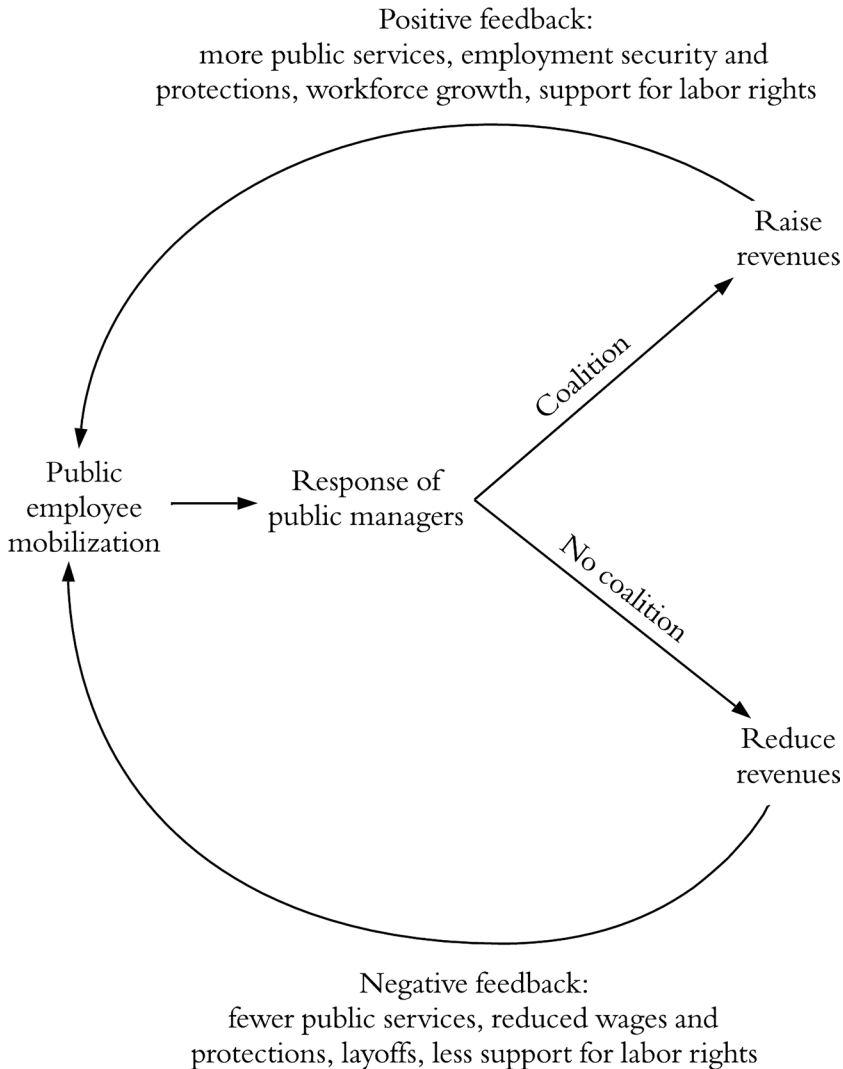 Positive feedback:
more public services, employment security and
protections, workforce growth, support for labor rights
Raise
revenues
Coalition
Public
employee
mobilization
Response of
public managers
No coalition
Reduce
revenues
Negative feedback:
fewer public services, reduced wages and
protections, layoffs, less support for labor rights